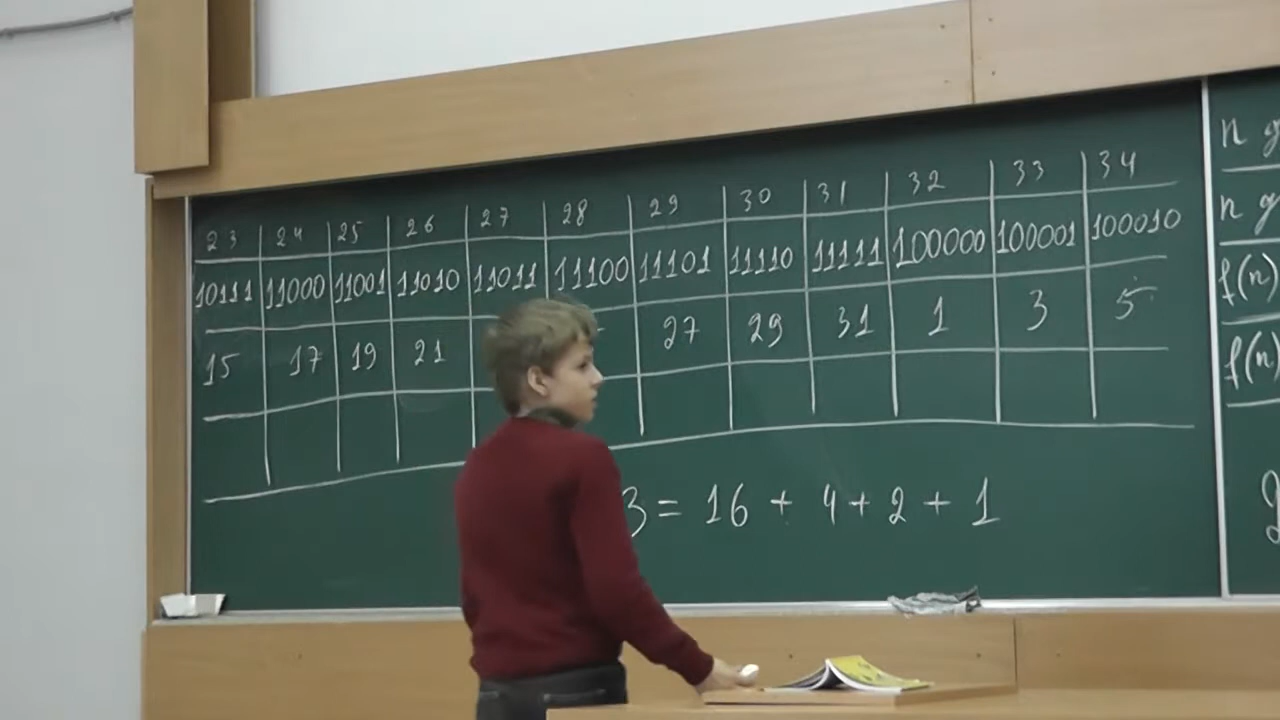 23 24 25 26 27 28 29 30 31 32 33 34
10111 11000 11001 11010 11011 11100 11101 11110 11111 100000 100001 100010
15 17 19 21 27 29 31 1 3 5
3 = 16 + 4 + 2 + 1
n
n
f(n)
f(n)